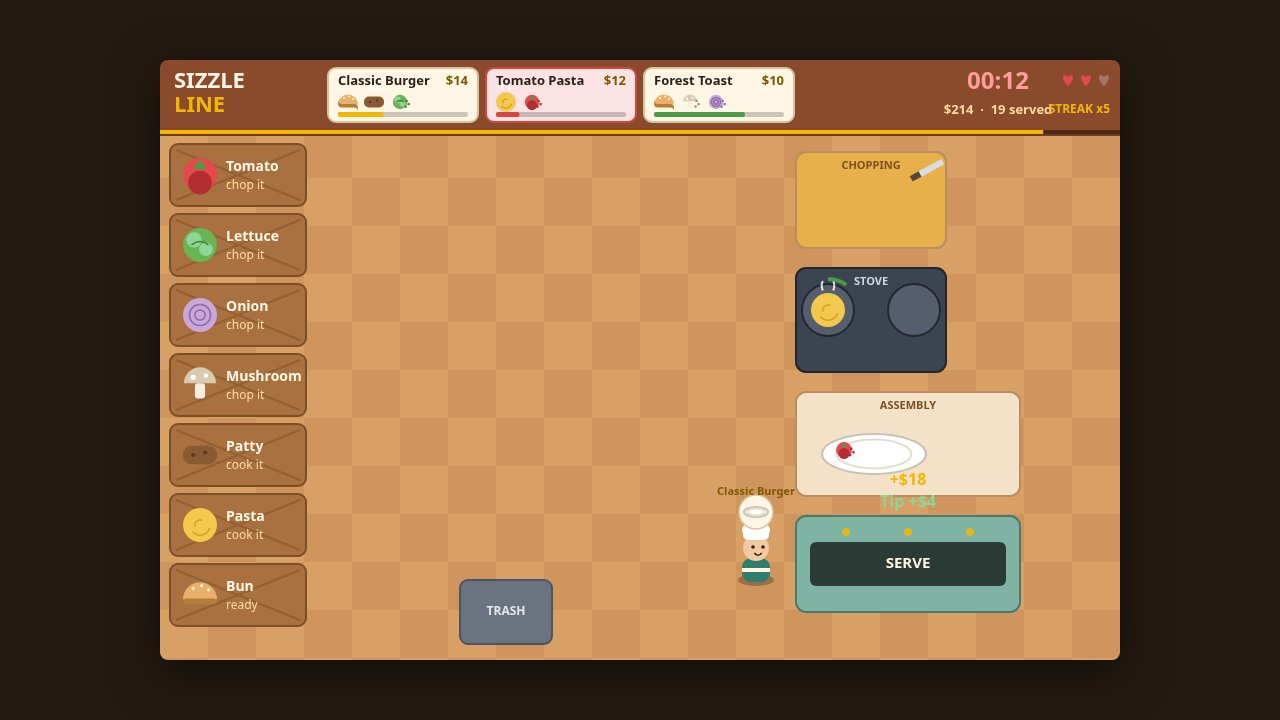 SIZZLE
LINE
Classic Burger $14
Tomato Pasta $12
Forest Toast $10
00:12
$214 · 19 served
STREAK x5
Tomato
chop it
Lettuce
chop it
Onion
chop it
Mushroom
chop it
Patty
cook it
Pasta
cook it
Bun
ready
CHOPPING
STOVE
ASSEMBLY
+$18
Tip +$4
Classic Burger
SERVE
TRASH